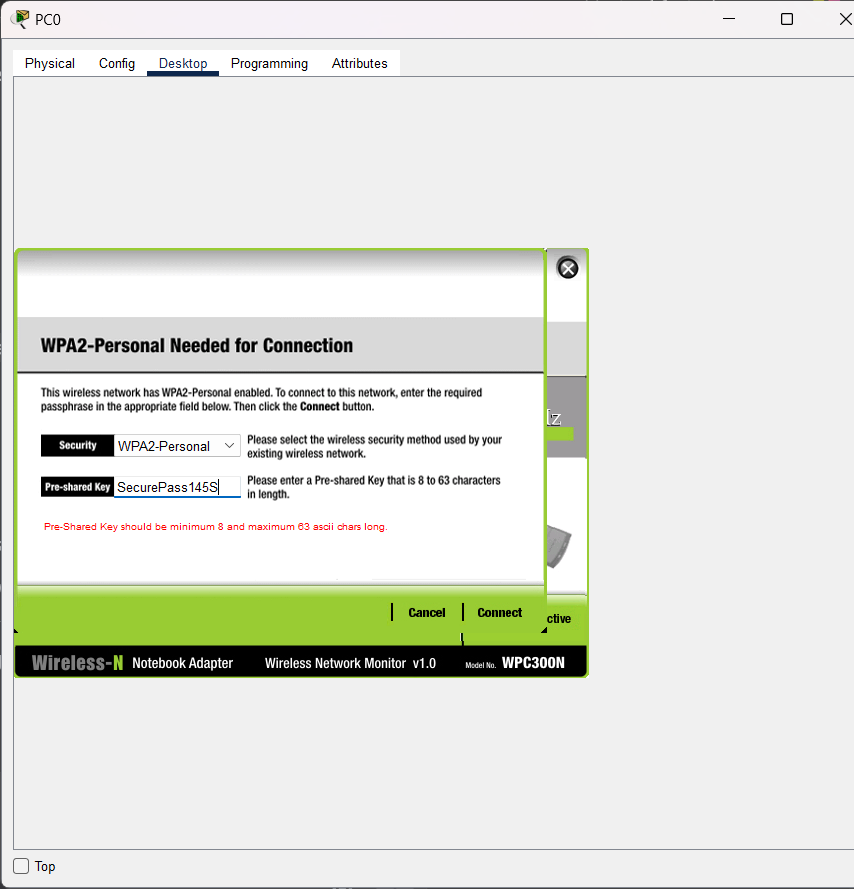 PC0
Physical Config Desktop Programming Attributes
WPA2-Personal Needed for Connection
This wireless network has WPA2-Personal enabled. To connect to this network, enter the required
passphrase in the appropriate field below. Then click the Connect button.
Security WPA2-Personal Please select the wireless security method used by your
existing wireless network.
Pre-shared Key SecurePass145S Please enter a Pre-shared Key that is 8 to 63 characters
in length.
Pre-Shared Key should be minimum 8 and maximum 63 ascii chars long.
Cancel Connect
ctive
Wireless-N Notebook Adapter Wireless Network Monitor v1.0 Model No. WPC300N
Top